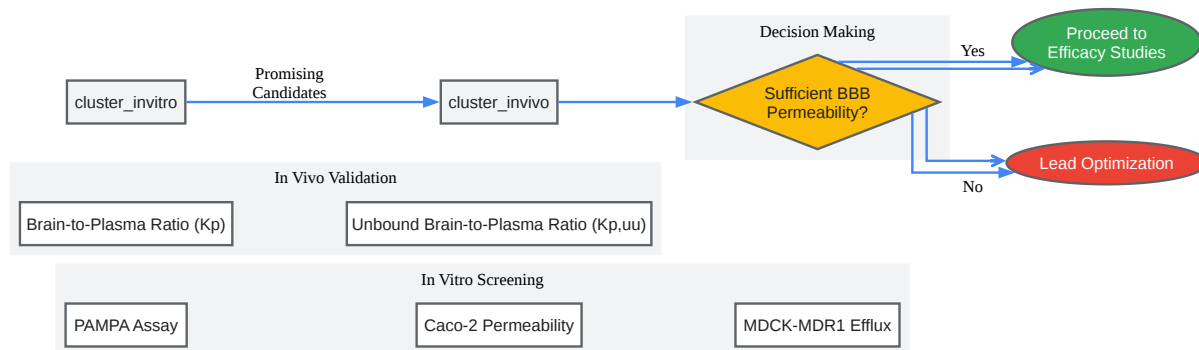 Decision Making
Proceed to
Efficacy Studies
Yes
Promising
Candidates
cluster_invitro
cluster_invivo
Sufficient BBB
Permeability?
Lead Optimization
No
In Vivo Validation
Brain-to-Plasma Ratio (Kp)
Unbound Brain-to-Plasma Ratio (Kp,uu)
In Vitro Screening
PAMPA Assay
Caco-2 Permeability
MDCK-MDR1 Efflux